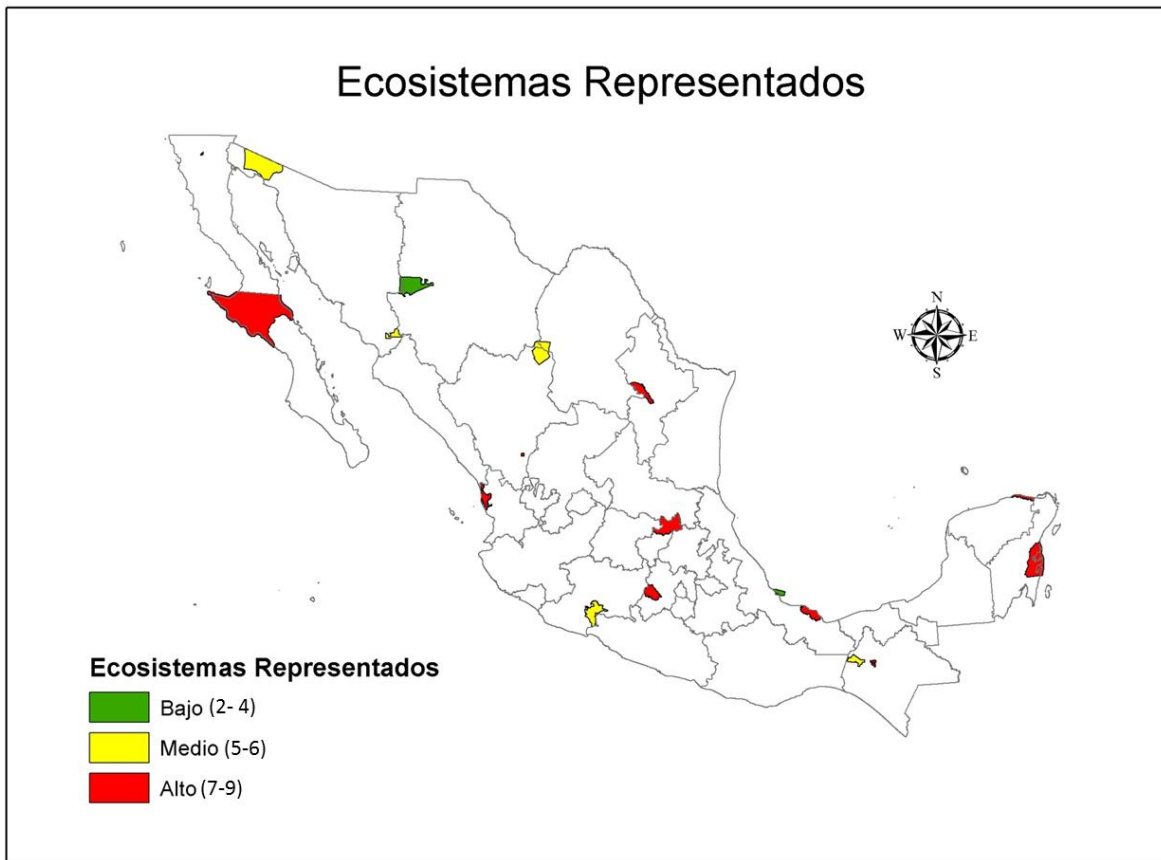 Ecosistemas Representados
N
W
E
S
Ecosistemas Representados
Bajo (2- 4)
Medio (5-6)
Alto (7-9)